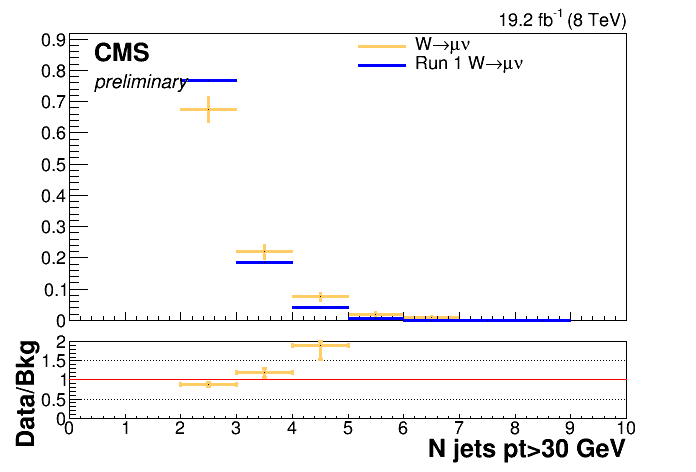 19.2 fb⁻¹ (8 TeV)
CMS
preliminary
W→μν
Run 1 W→μν
0.9
0.8
0.7
0.6
0.5
0.4
0.3
0.2
0.1
0
2
1.5
1
0.5
0
Data/Bkg
0 1 2 3 4 5 6 7 8 9 10
N jets pt>30 GeV